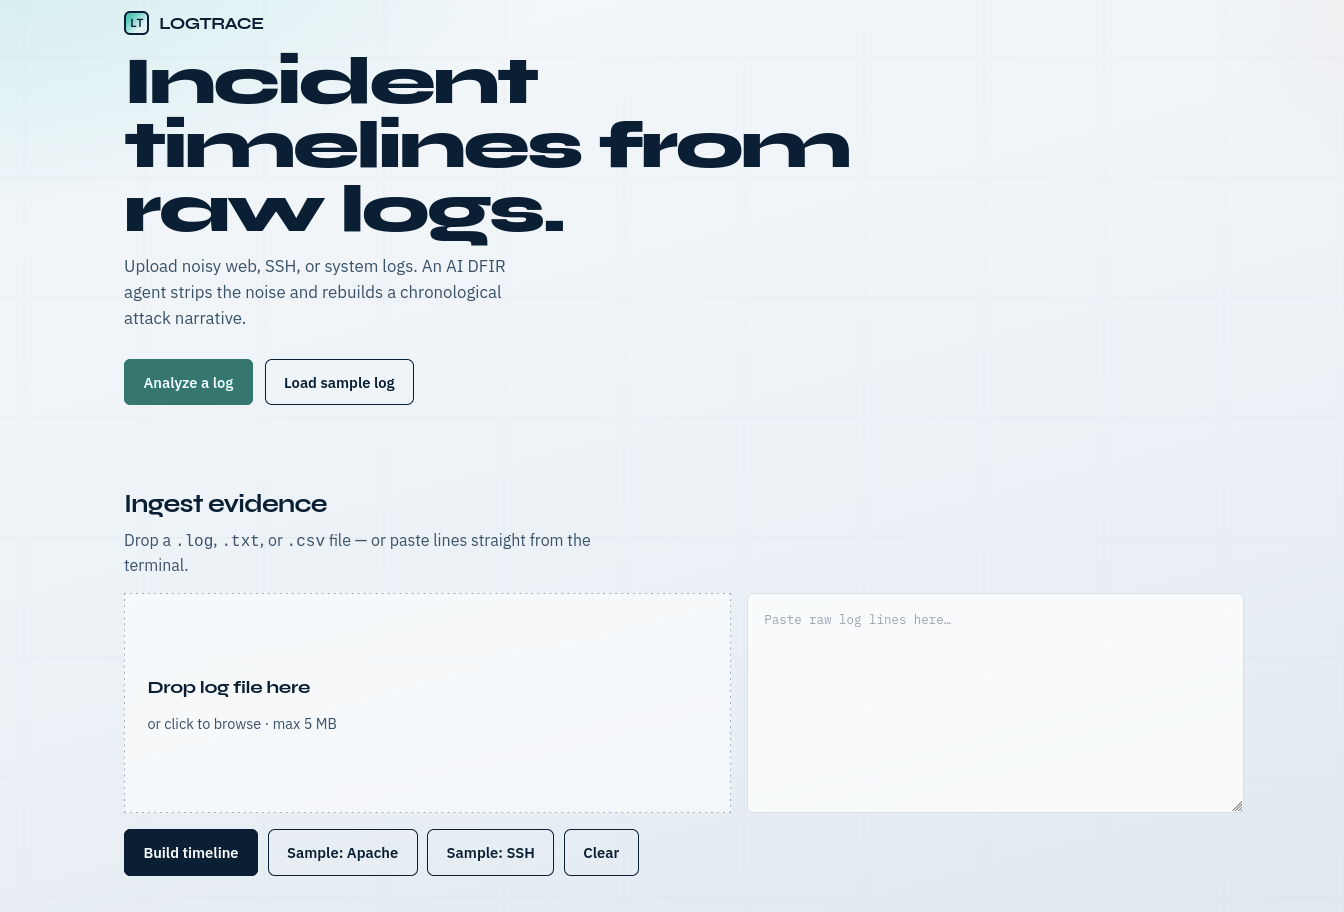 LT LOGTRACE
Incident
timelines from
raw logs.
Upload noisy web, SSH, or system logs. An AI DFIR
agent strips the noise and rebuilds a chronological
attack narrative.
Analyze a log
Load sample log
Ingest evidence
Drop a .log, .txt, or .csv file — or paste lines straight from the
terminal.
Drop log file here
or click to browse · max 5 MB
Paste raw log lines here…
Build timeline
Sample: Apache
Sample: SSH
Clear